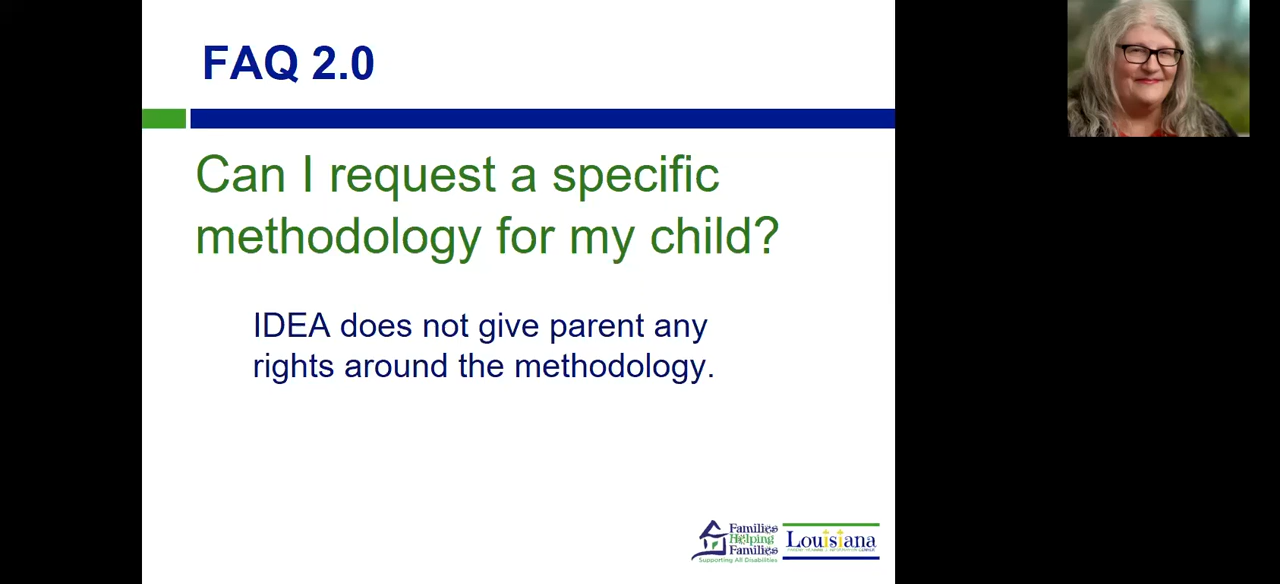 FAQ 2.0
Can I request a specific
methodology for my child?
IDEA does not give parent any
rights around the methodology.
Families
Helping
Families
Supporting All Disabilities
Louisiana